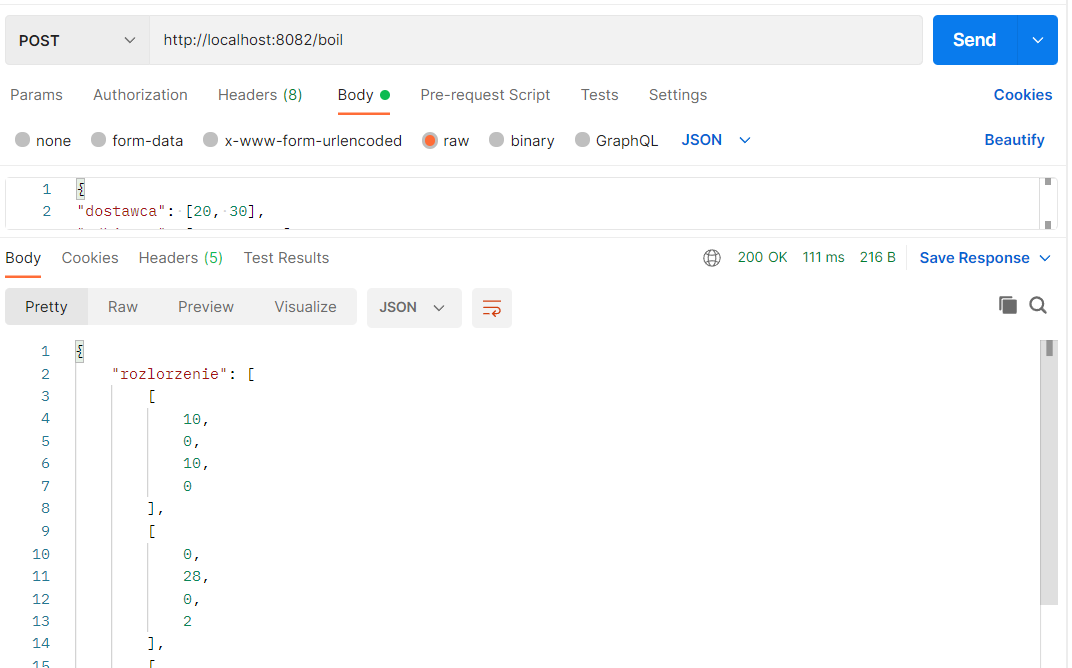 POST http://localhost:8082/boil Send
Params Authorization Headers (8) Body Pre-request Script Tests Settings Cookies
none form-data x-www-form-urlencoded raw binary GraphQL JSON Beautify
1 {
2 "dostawca": [20, 30],
Body Cookies Headers (5) Test Results 200 OK 111 ms 216 B Save Response
Pretty Raw Preview Visualize JSON
1 {
2 "rozlorzenie": [
3 [
4 10,
5 0,
6 10,
7 0
8 ],
9 [
10 0,
11 28,
12 0,
13 2
14 ],
15 [